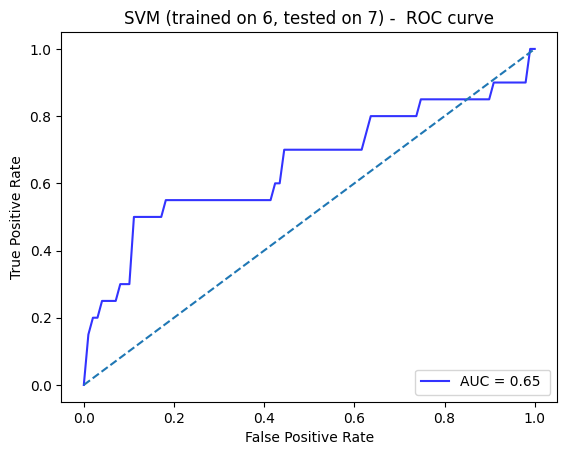 SVM (trained on 6, tested on 7) -  ROC curve
True Positive Rate
1.0
0.8
0.6
0.4
0.2
0.0
0.0 0.2 0.4 0.6 0.8 1.0
False Positive Rate
AUC = 0.65